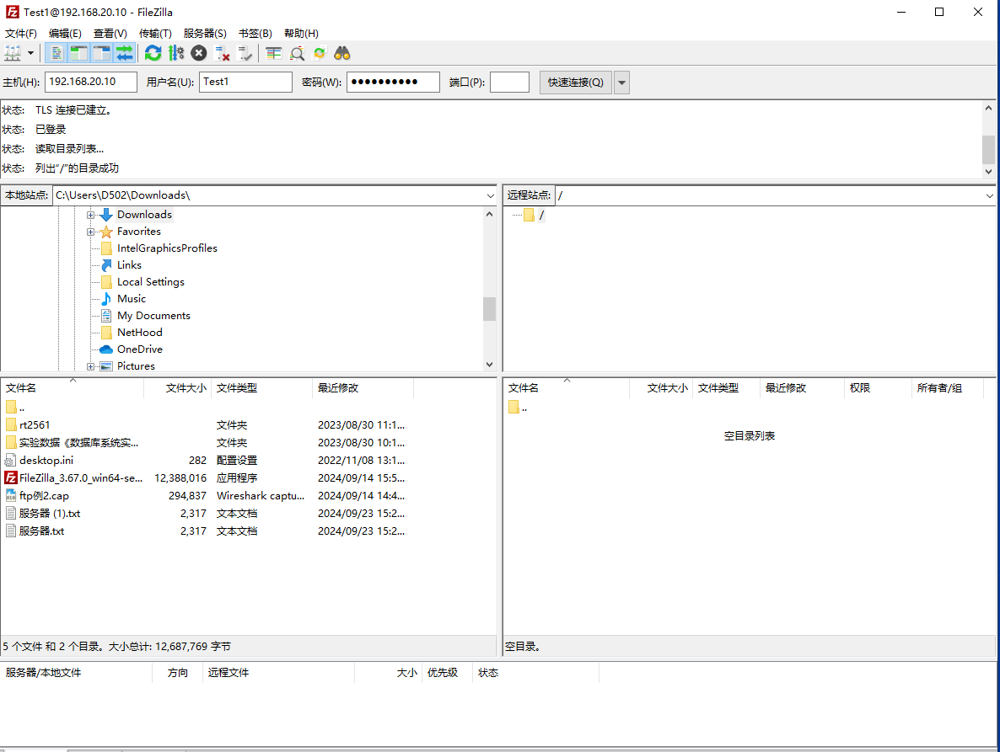 Test1@192.168.20.10 - FileZilla
文件(F) 编辑(E) 查看(V) 传输(T) 服务器(S) 书签(B) 帮助(H)
主机(H): 192.168.20.10 用户名(U): Test1 密码(W): ●●●●●●●●●● 端口(P): 快速连接(Q)
状态: TLS 连接已建立。
状态: 已登录
状态: 读取目录列表...
状态: 列出“/”的目录成功
本地站点: C:\Users\D502\Downloads\
Downloads
Favorites
IntelGraphicsProfiles
Links
Local Settings
Music
My Documents
NetHood
OneDrive
Pictures
远程站点: /
/
文件名 文件大小 文件类型 最近修改
..
rt2561 文件夹 2023/08/30 11:1...
实验数据《数据库系统实... 文件夹 2023/08/30 10:1...
desktop.ini 282 配置设置 2022/11/08 13:1...
FileZilla_3.67.0_win64-se... 12,388,016 应用程序 2024/09/14 15:5...
ftp例2.cap 294,837 Wireshark captu... 2024/09/14 14:4...
服务器 (1).txt 2,317 文本文档 2024/09/23 15:2...
服务器.txt 2,317 文本文档 2024/09/23 15:2...
5 个文件 和 2 个目录。大小总计: 12,687,769 字节
文件名 文件大小 文件类型 最近修改 权限 所有者/组
..
空目录列表
空目录。
服务器/本地文件 方向 远程文件 大小 优先级 状态